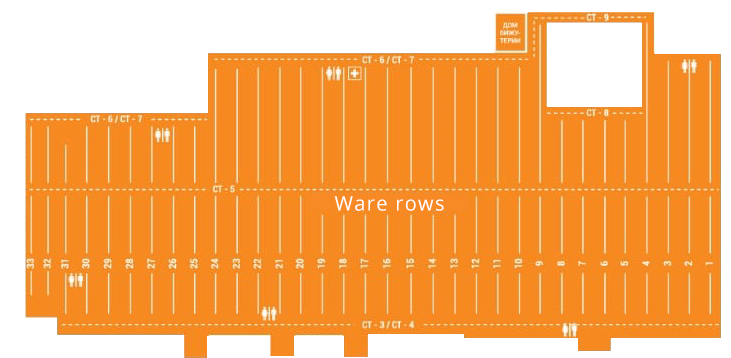 ДОМ
БИЖУ-
ТЕРИИ
СТ - 9
СТ - 6 / СТ - 7
СТ - 8
СТ - 6 / СТ - 7
СТ - 5
Ware rows
33 32 31 30 29 28 27 26 25 24 23 22 21 20 19 18 17 16 15 14 13 12 11 10 9 8 7 6 5 4 3 2 1
СТ - 3 / СТ - 4